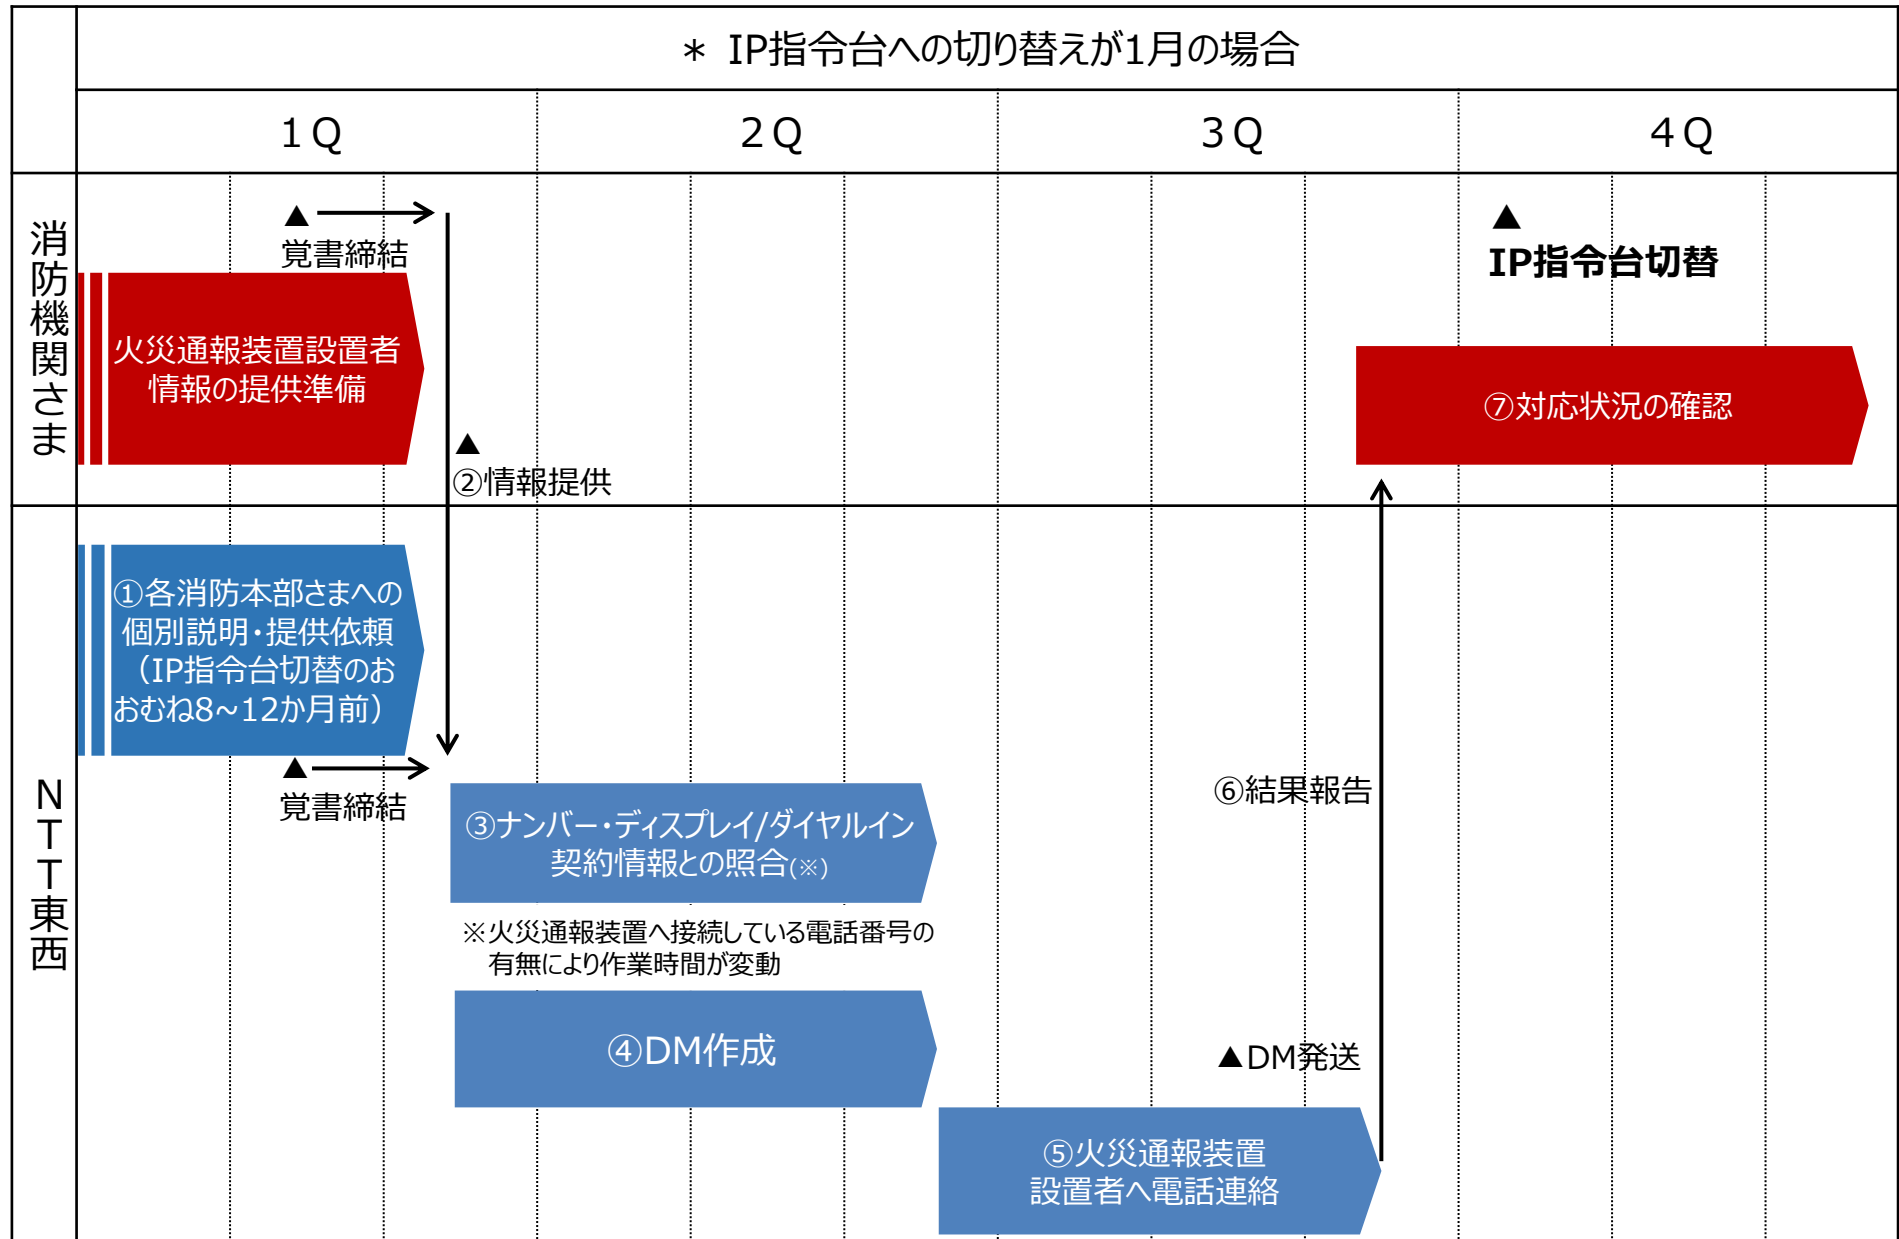 ＊ IP指令台への切り替えが1月の場合
１Q
２Q
３Q
４Q
消防機関さま
▲
覚書締結
▲
IP指令台切替
火災通報装置設置者
情報の提供準備
⑦対応状況の確認
▲
②情報提供
NTT東西
①各消防本部さまへの
個別説明・提供依頼
（IP指令台切替のお
おむね8~12か月前）
▲
覚書締結
③ナンバー・ディスプレイ/ダイヤルイン
契約情報との照合(※)
⑥結果報告
※火災通報装置へ接続している電話番号の
有無により作業時間が変動
④DM作成
▲DM発送
⑤火災通報装置
設置者へ電話連絡